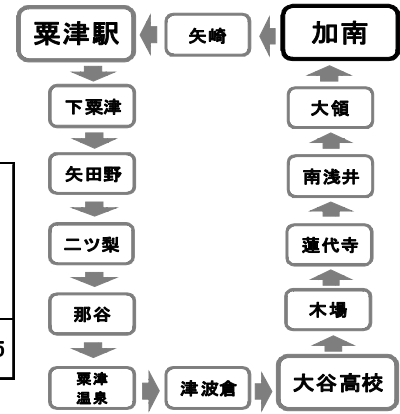 粟津駅
矢崎
加南
下粟津
大領
矢田野
南浅井
二ツ梨
蓮代寺
那谷
木場
粟津
温泉
津波倉
大谷高校
5